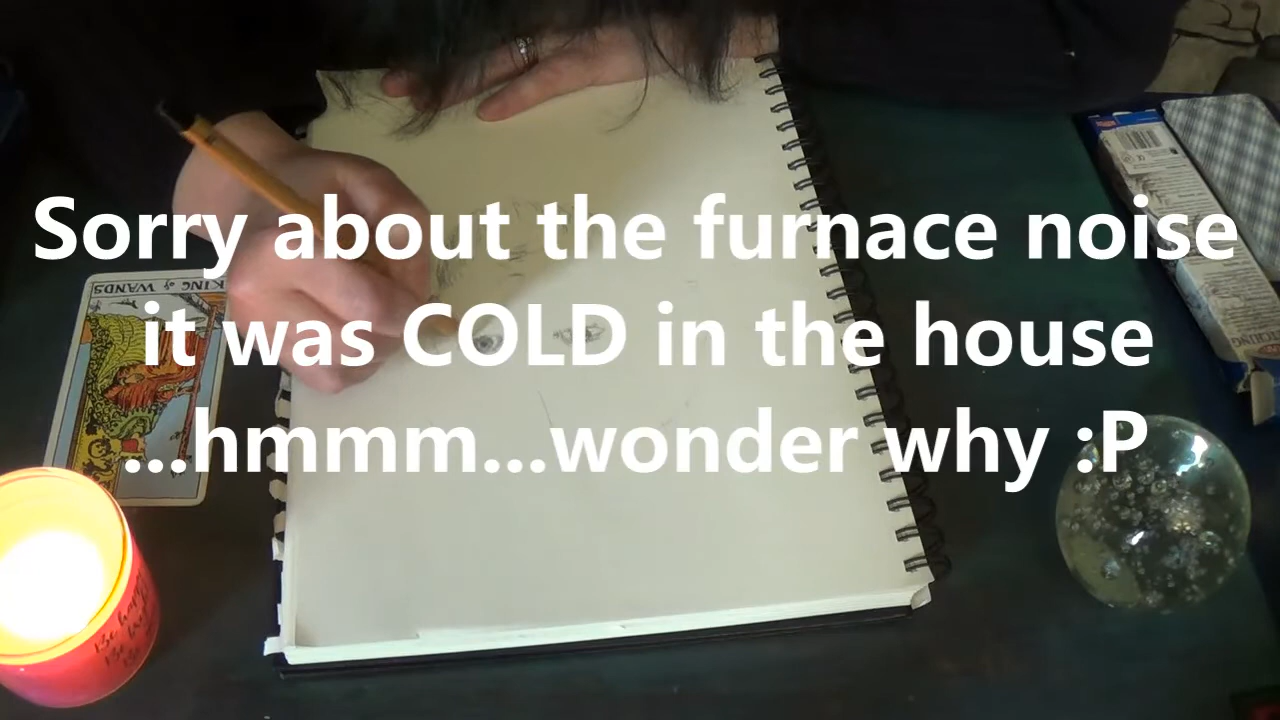 Sorry about the furnace noise
it was COLD in the house
...hmmm...wonder why :P
KING of WANDS